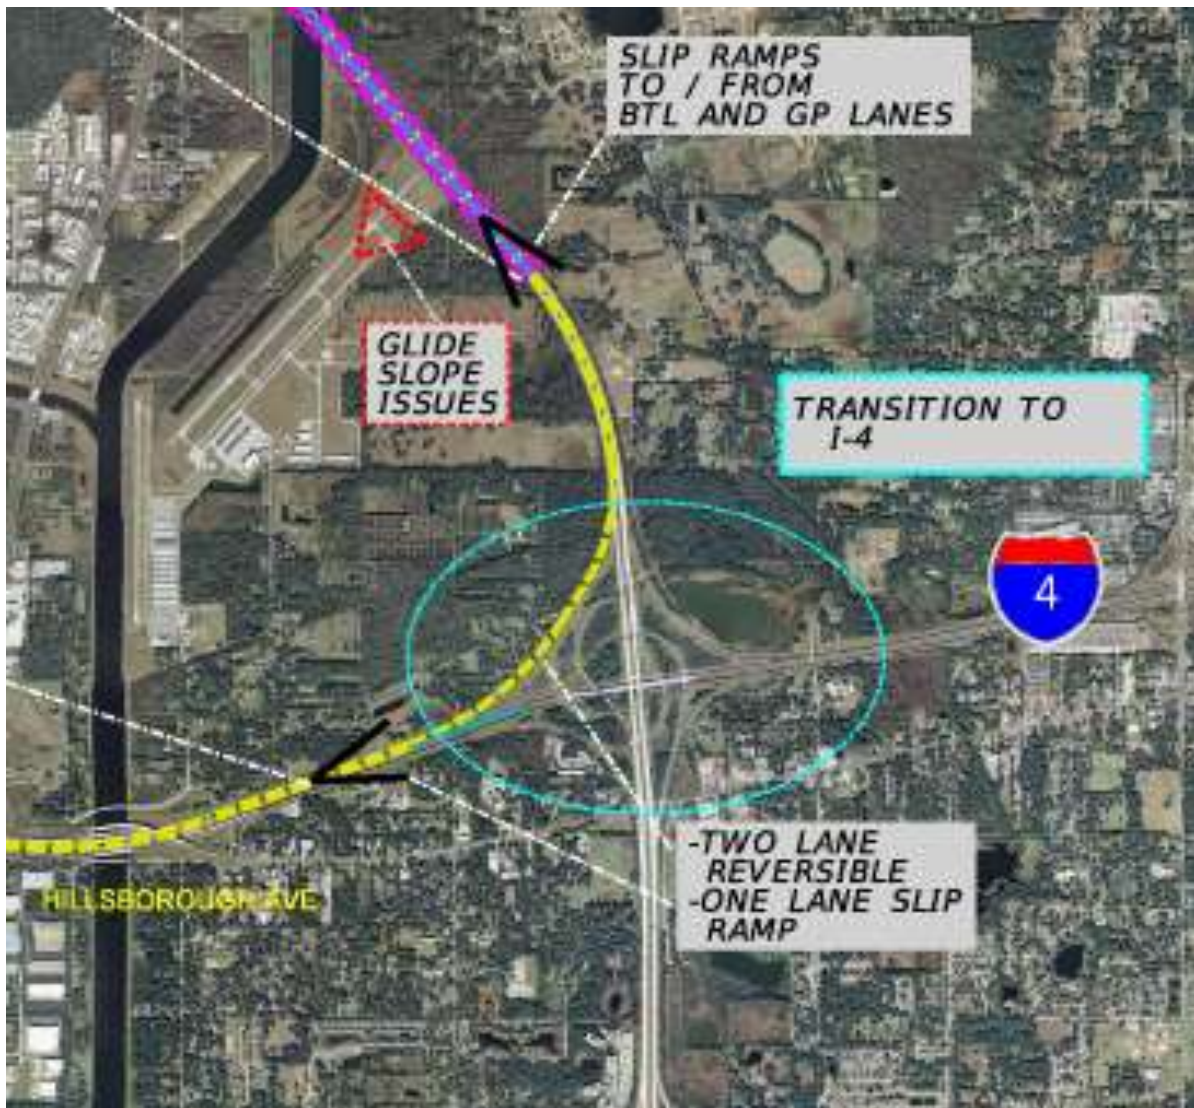 SLIP RAMPS
TO / FROM
BTL AND GP LANES
GLIDE
SLOPE
ISSUES
TRANSITION TO
I-4
4
-TWO LANE
REVERSIBLE
-ONE LANE SLIP
RAMP
HILLSBOROUGH AVE